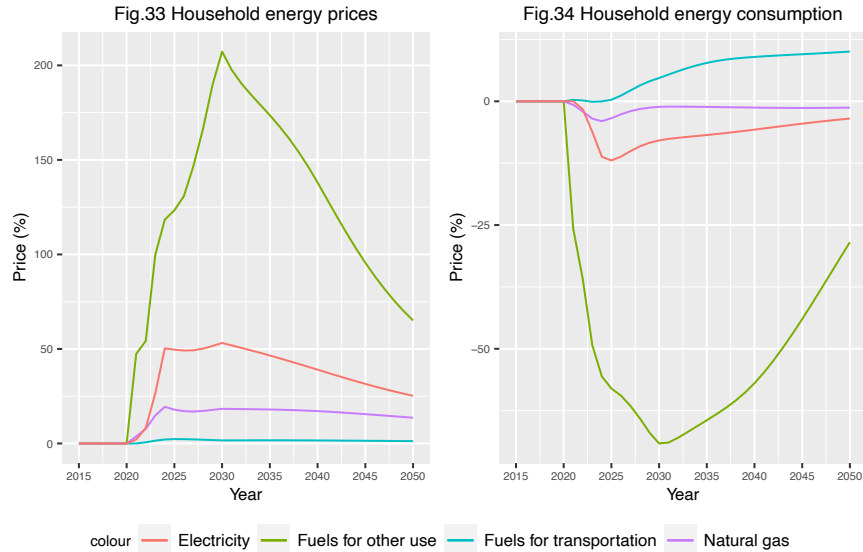 Fig.33 Household energy prices
Price (%)
200
150
100
50
0
2015 2020 2025 2030 2035 2040 2045 2050
Year
Fig.34 Household energy consumption
Price (%)
0
−25
−50
2015 2020 2025 2030 2035 2040 2045 2050
Year
colour Electricity Fuels for other use Fuels for transportation Natural gas